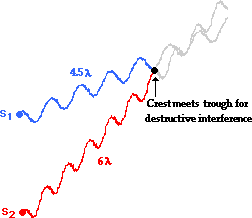 4.5λ
S1
Crest meets trough for
destructive interference
6λ
S2